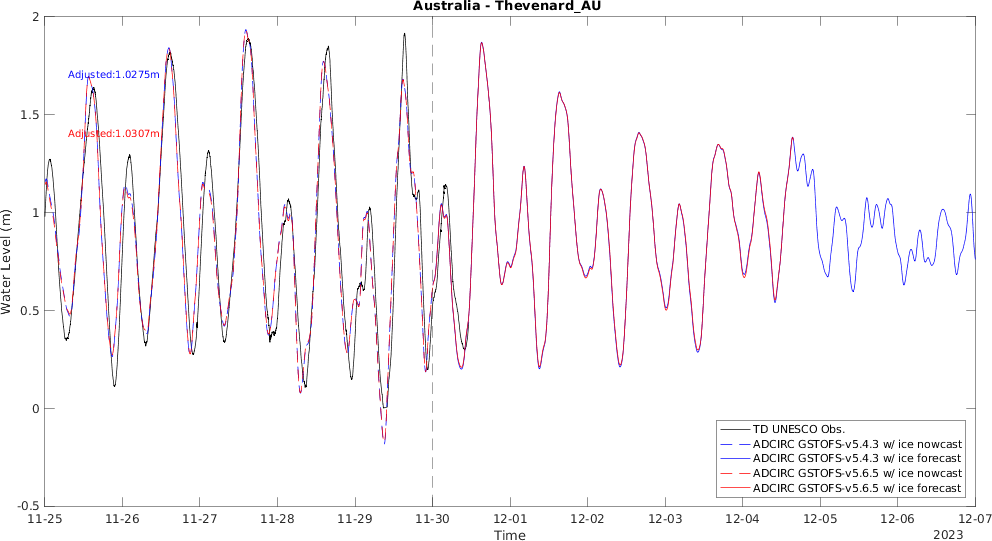 Australia - Thevenard_AU
Water Level (m)
2
1.5
1
0.5
0
-0.5
Adjusted:1.0275m
Adjusted:1.0307m
TD UNESCO Obs.
ADCIRC GSTOFS-v5.4.3 w/ ice nowcast
ADCIRC GSTOFS-v5.4.3 w/ ice forecast
ADCIRC GSTOFS-v5.6.5 w/ ice nowcast
ADCIRC GSTOFS-v5.6.5 w/ ice forecast
11-25 11-26 11-27 11-28 11-29 11-30 12-01 12-02 12-03 12-04 12-05 12-06 12-07
Time
2023